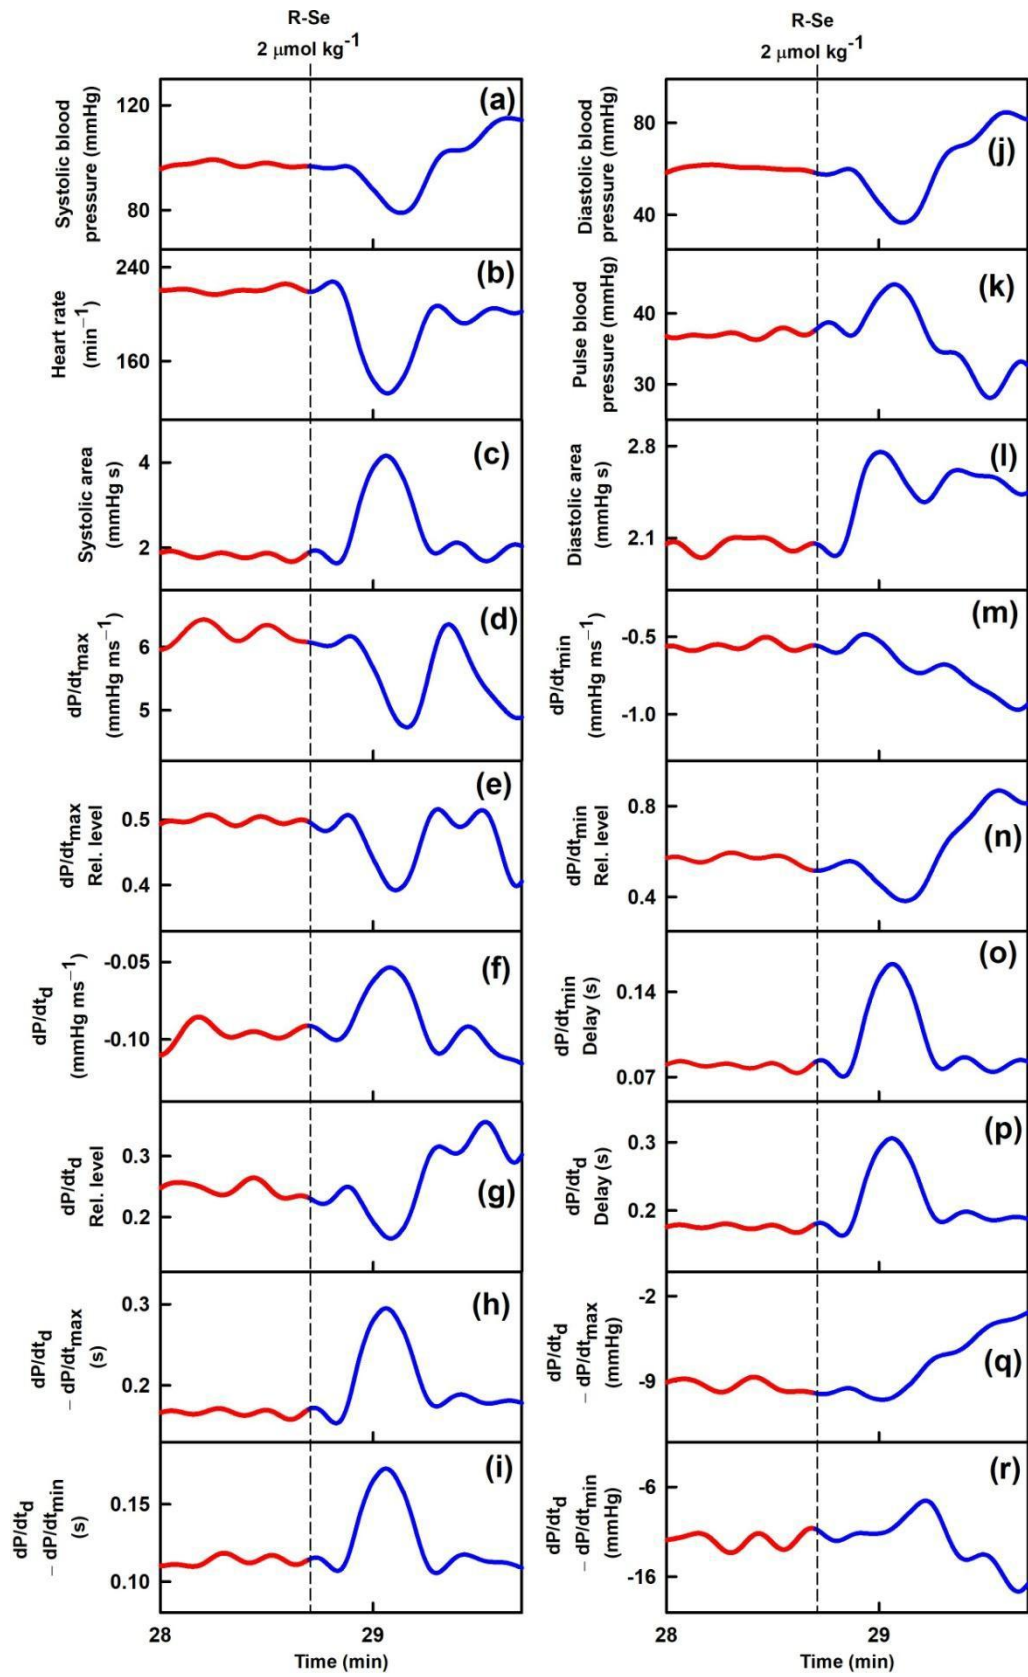 R-Se
2 μmol kg⁻¹
R-Se
2 μmol kg⁻¹
Systolic blood
pressure (mmHg)
120
80
(a)
Heart rate
(min⁻¹)
240
160
(b)
Systolic area
(mmHg s)
4
2
(c)
dP/dtmax
(mmHg ms⁻¹)
6
5
(d)
dP/dtmax
Rel. level
0.5
0.4
(e)
dP/dtd
(mmHg ms⁻¹)
-0.05
-0.10
(f)
dP/dtd
Rel. level
0.3
0.2
(g)
dP/dtd
– dP/dtmax
(s)
0.3
0.2
(h)
dP/dtd
– dP/dtmin
(s)
0.15
0.10
(i)
28
29
Time (min)
Diastolic blood
pressure (mmHg)
80
40
(j)
Pulse blood
pressure (mmHg)
40
30
(k)
Diastolic area
(mmHg s)
2.8
2.1
(l)
dP/dtmin
(mmHg ms⁻¹)
-0.5
-1.0
(m)
dP/dtmin
Rel. level
0.8
0.4
(n)
dP/dtmin
Delay (s)
0.14
0.07
(o)
dP/dtd
Delay (s)
0.3
0.2
(p)
dP/dtd
– dP/dtmax
(mmHg)
-2
-9
(q)
dP/dtd
– dP/dtmin
(mmHg)
-6
-16
(r)
28
29
Time (min)